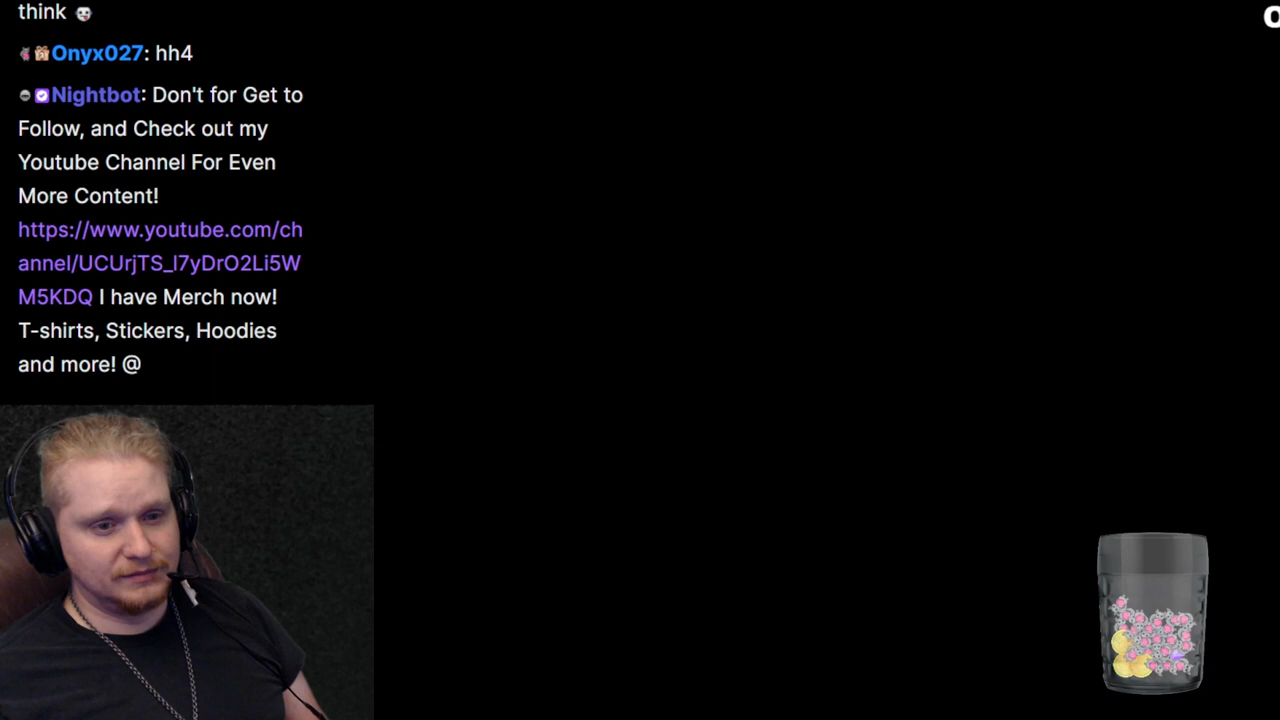 think
Onyx027: hh4
Nightbot: Don't for Get to
Follow, and Check out my
Youtube Channel For Even
More Content!
https://www.youtube.com/ch
annel/UCUrjTS_l7yDrO2Li5W
M5KDQ I have Merch now!
T-shirts, Stickers, Hoodies
and more! @